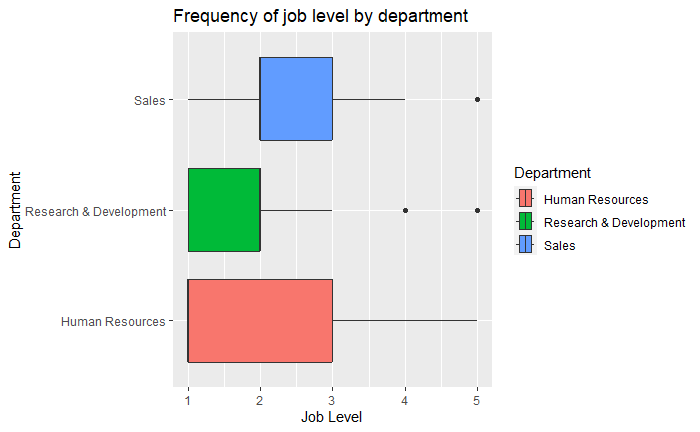 Frequency of job level by department
Department
Sales
Research & Development
Human Resources
1 2 3 4 5
Job Level
Department
Human Resources
Research & Development
Sales